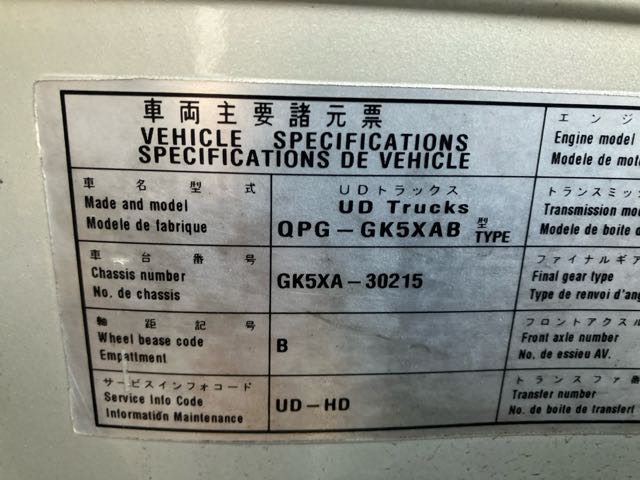 車両主要諸元票
VEHICLE SPECIFICATIONS
SPECIFICATIONS DE VEHICLE
車名型式
Made and model
Modele de fabrique
UDトラックス
UD Trucks
QPG-GK5XAB 型 TYPE
車台番号
Chassis number
No. de chassis
GK5XA-30215
軸距記号
Wheel bease code
Empattment
B
サービスインフォコード
Service Info Code
Information Maintenance
UD-HD
エンジ
Engine model
Modele de mot
トランスミッ
Transmission mo
Modele de boite d
ファイナルギア
Final gear type
Type de renvoi d'an
フロントアクスル
Front axle number
No. de essieu AV.
トランスファ番
Transfer number
No. de boite de transfert